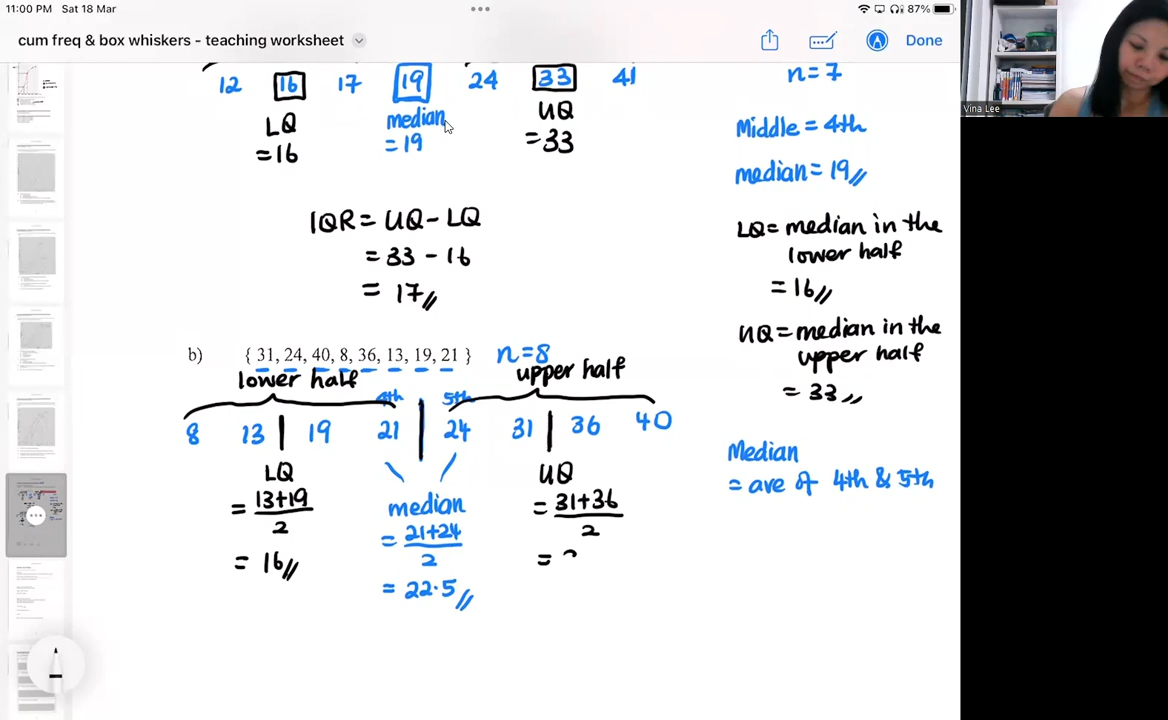 11:00 PM Sat 18 Mar
87%
cum freq & box whiskers - teaching worksheet
Done
Vina Lee
12 16 17 19 24 33 41
LQ
= 16
median
= 19
UQ
= 33
n = 7
Middle = 4th
median = 19
IQR = UQ - LQ
= 33 - 16
= 17
LQ = median in the
lower half
= 16
UQ = median in the
upper half
= 33
b) { 31, 24, 40, 8, 36, 13, 19, 21 } n = 8
lower half
upper half
4th 5th
8 13 | 19 21 | 24 31 | 36 40
LQ
= 13+19
2
= 16
median
= 21+24
2
= 22.5
UQ
= 31+36
2
=
Median
= ave of 4th & 5th